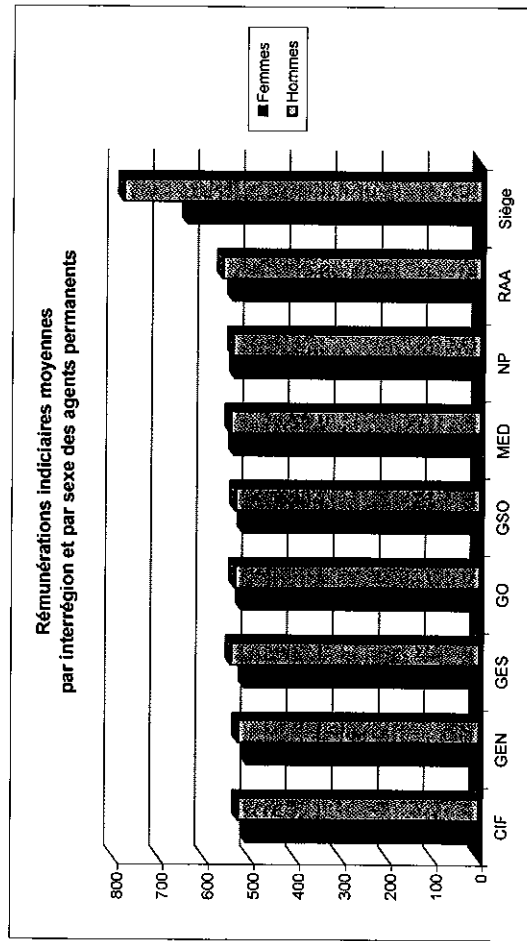 Rémunérations indiciaires moyennes
par interrégion et par sexe des agents permanents
800
700
600
500
400
300
200
100
0
CIF
GEN
GES
GO
GSO
MED
NP
RAA
Siège
Femmes
Hommes